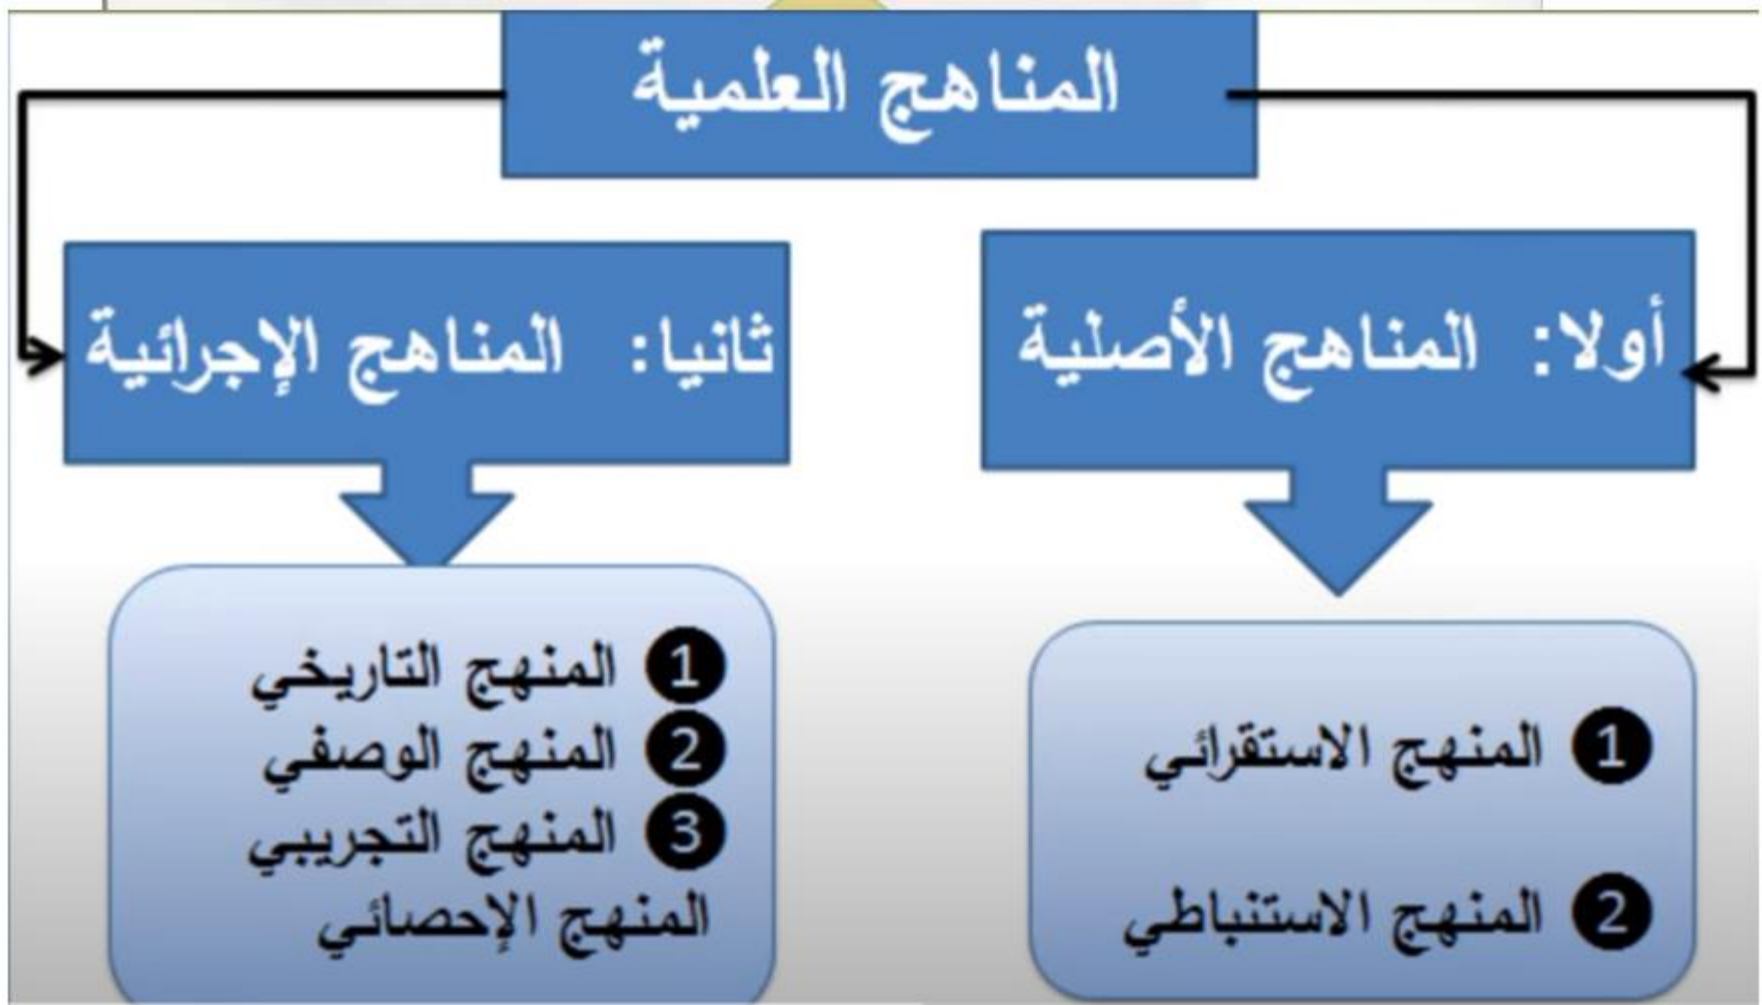 المناهج العلمية
أولا: المناهج الأصلية
1 المنهج الاستقرائي
2 المنهج الاستنباطي
ثانيا: المناهج الإجرائية
1 المنهج التاريخي
2 المنهج الوصفي
3 المنهج التجريبي
المنهج الإحصائي